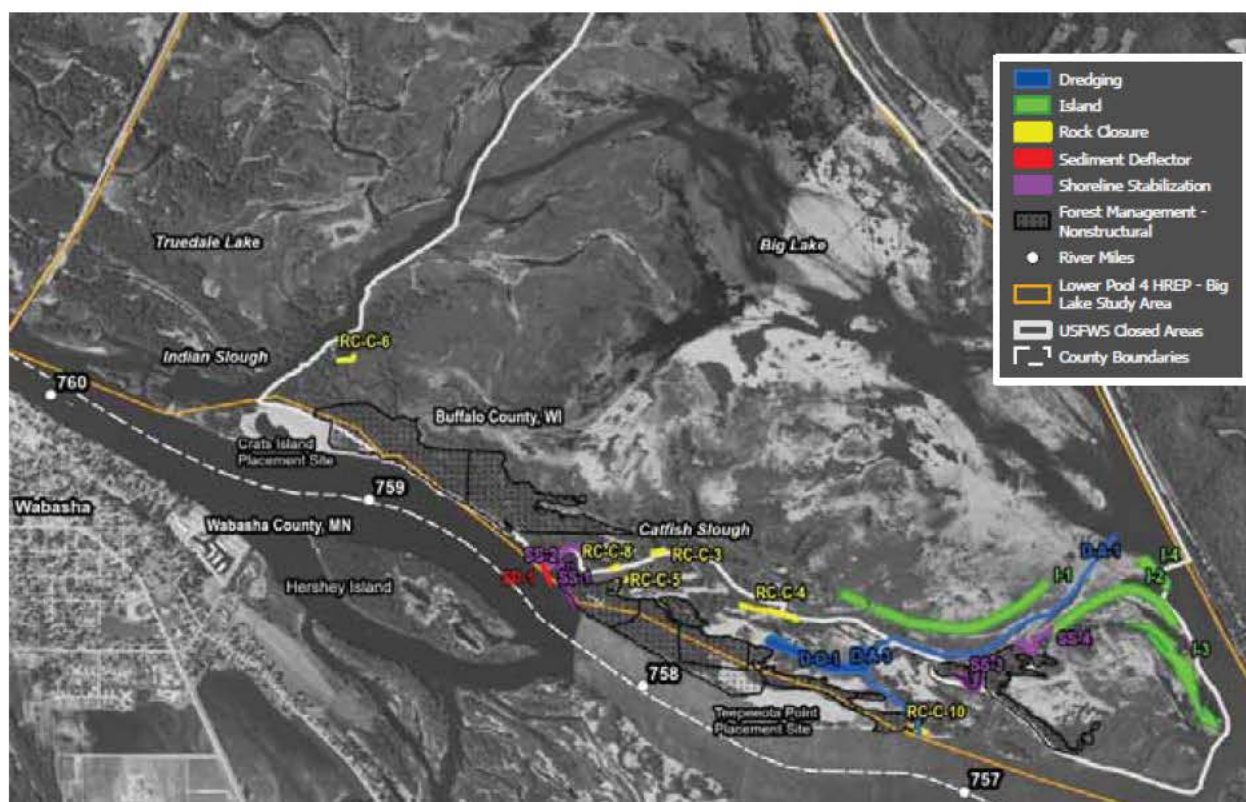 Dredging
Island
Rock Closure
Sediment Deflector
Shoreline Stabilization
Forest Management -
Nonstructural
River Miles
Lower Pool 4 HREP - Big
Lake Study Area
USFWS Closed Areas
County Boundaries
Truedale Lake
Big Lake
Indian Slough
RC-C-6
760
Buffalo County, WI
Crats Island
Placement Site
759
Wabasha
Wabasha County, MN
Catfish Slough
SS-2
RC-C-8
RC-C-3
SS-1
RC-C-5
Hershey Island
RC-C-4
D-A-1
I-4
I-1
I-2
SS-4
I-3
D-C-1
SS-3
758
Teepeeota Point
Placement Site
RC-C-10
757